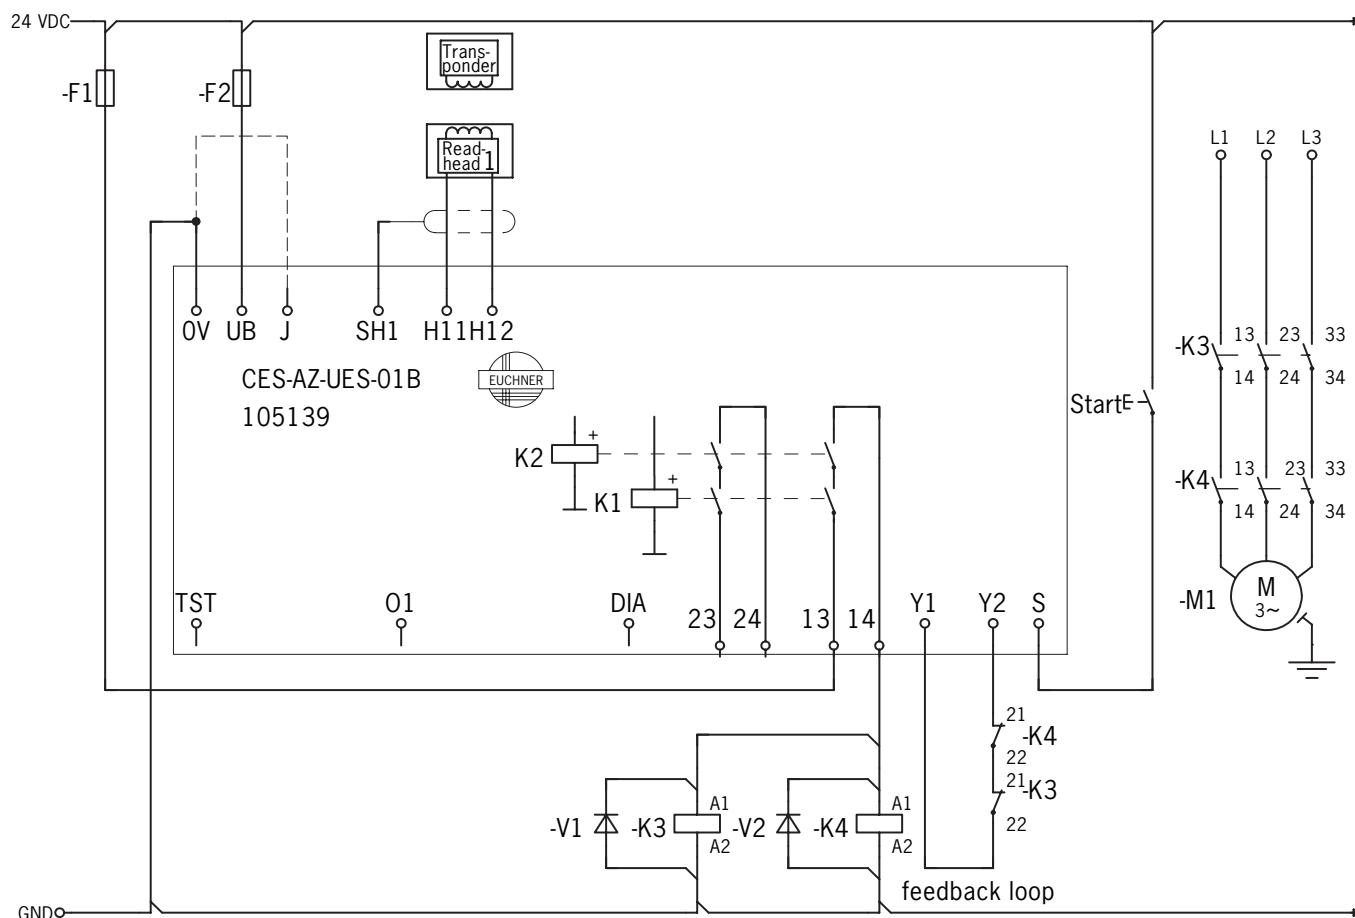 24 VDC
Trans-
ponder
-F1
-F2
Read-
head 1
L1 L2 L3
0V UB J SH1 H11 H12
CES-AZ-UES-01B
EUCHNER
105139
-K3 13 23 33
14 24 34
Start
K2 +
K1 +
-K4 13 23 33
14 24 34
TST O1 DIA 23 24 13 14 Y1 Y2 S
-M1 M
3~
21
-K4
22
21
-K3
22
-V1 -K3 A1
A2
-V2 -K4 A1
A2
feedback loop
GND